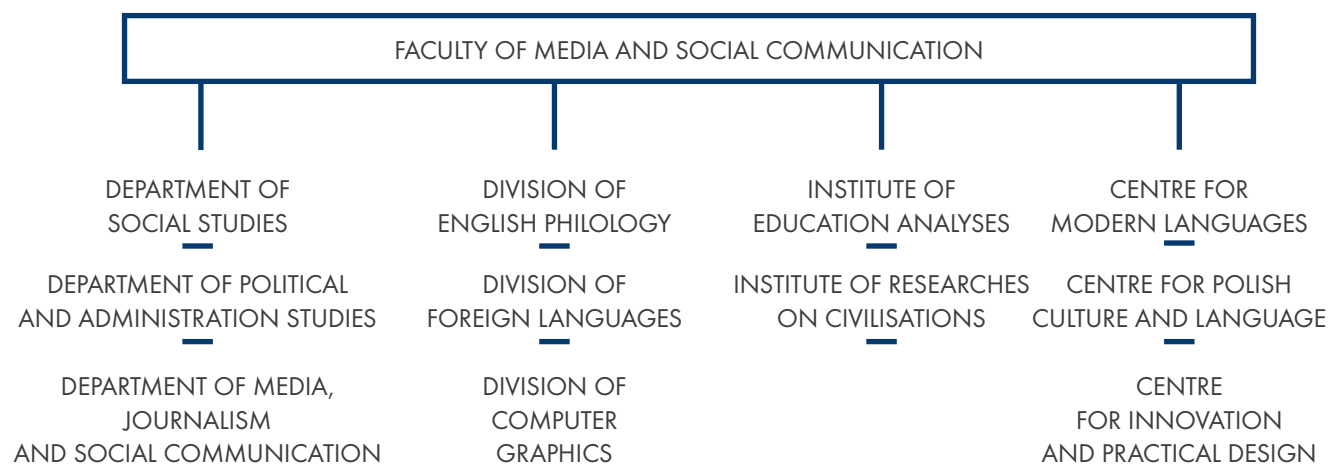 FACULTY OF MEDIA AND SOCIAL COMMUNICATION
DEPARTMENT OF
SOCIAL STUDIES
DEPARTMENT OF POLITICAL
AND ADMINISTRATION STUDIES
DEPARTMENT OF MEDIA,
JOURNALISM
AND SOCIAL COMMUNICATION
DIVISION OF
ENGLISH PHILOLOGY
DIVISION OF
FOREIGN LANGUAGES
DIVISION OF
COMPUTER
GRAPHICS
INSTITUTE OF
EDUCATION ANALYSES
INSTITUTE OF RESEARCHES
ON CIVILISATIONS
CENTRE FOR
MODERN LANGUAGES
CENTRE FOR POLISH
CULTURE AND LANGUAGE
CENTRE
FOR INNOVATION
AND PRACTICAL DESIGN